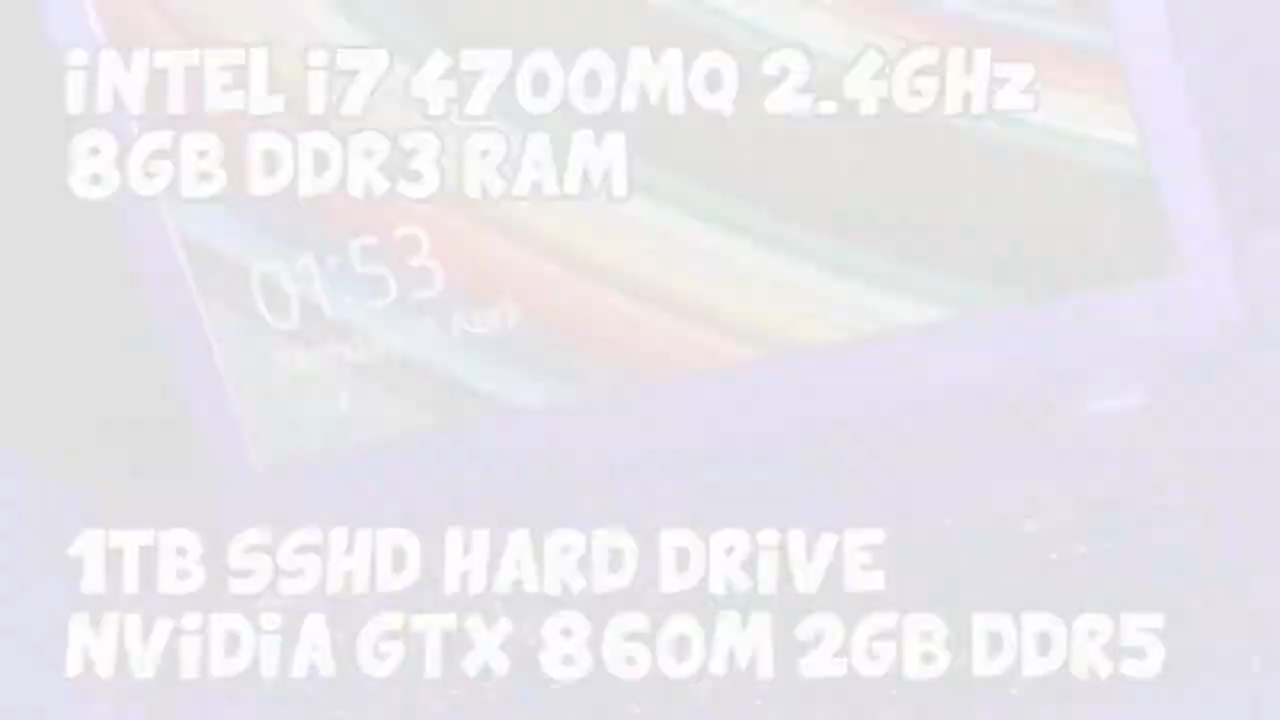 iNTEL i7 4700MQ 2.4GHz
8GB DDR3 RAM
09:53
1TB SSHD HARD DRiVE
NViDiA GTX 860M 2GB DDR5